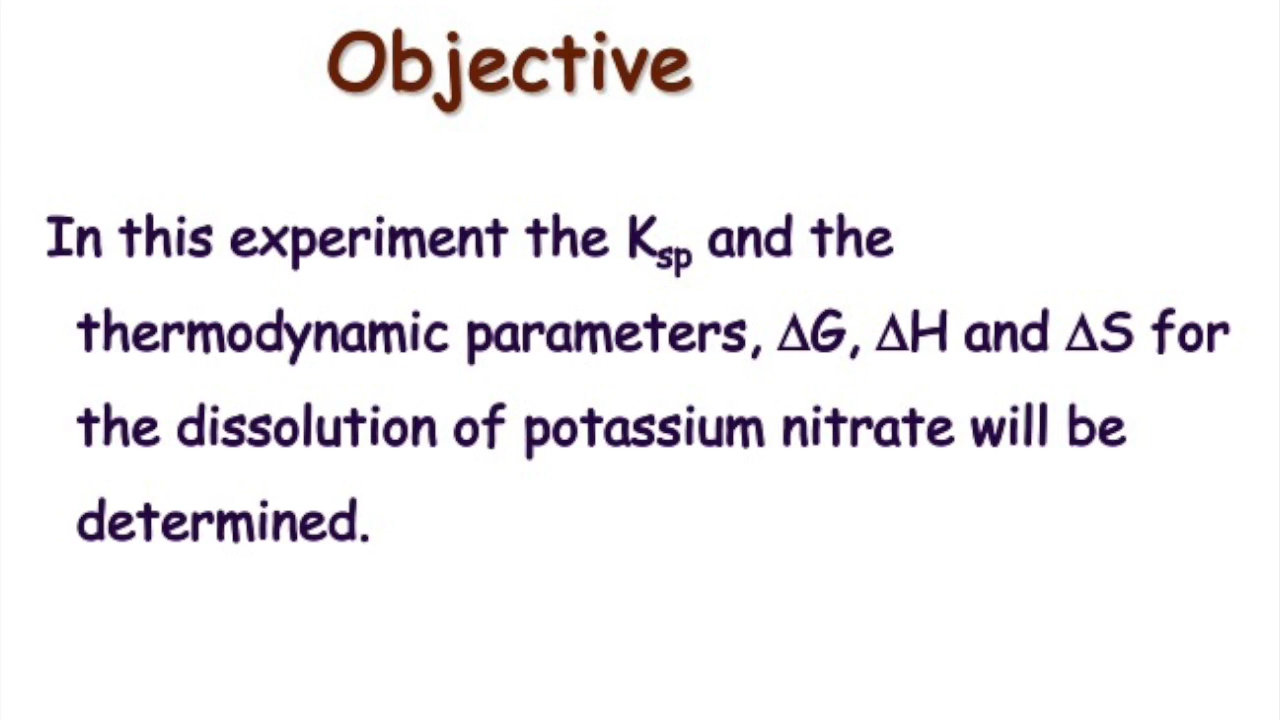 Objective
In this experiment the Ksp and the
thermodynamic parameters, ΔG, ΔH and ΔS for
the dissolution of potassium nitrate will be
determined.